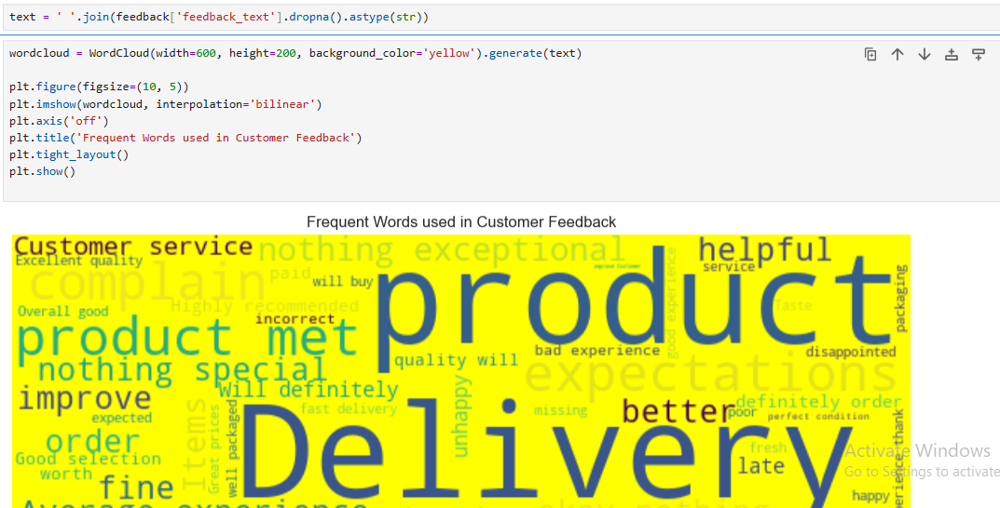 text = ' '.join(feedback['feedback_text'].dropna().astype(str))
wordcloud = WordCloud(width=600, height=200, background_color='yellow').generate(text)
plt.figure(figsize=(10, 5))
plt.imshow(wordcloud, interpolation='bilinear')
plt.axis('off')
plt.title('Frequent Words used in Customer Feedback')
plt.tight_layout()
plt.show()
Frequent Words used in Customer Feedback
Customer service
nothing exceptional
helpful
Excellent quality
improve Customer
service
complain
paid
will buy
product
good experience
packaging
Highly recommended
Taste
Overall good
incorrect
product met
quality will
bad experience
disappointed
nothing special
expectations
Will definitely
improve
unhappy
fast delivery
missing
better
definitely order
poor
perfect condition
expected
Items
Great prices
well packaged
Delivery
order
Good selection
worth
fresh
late
fine
happy
experience thank
Average experience
okay nothing
Activate Windows
Go to Settings to activate